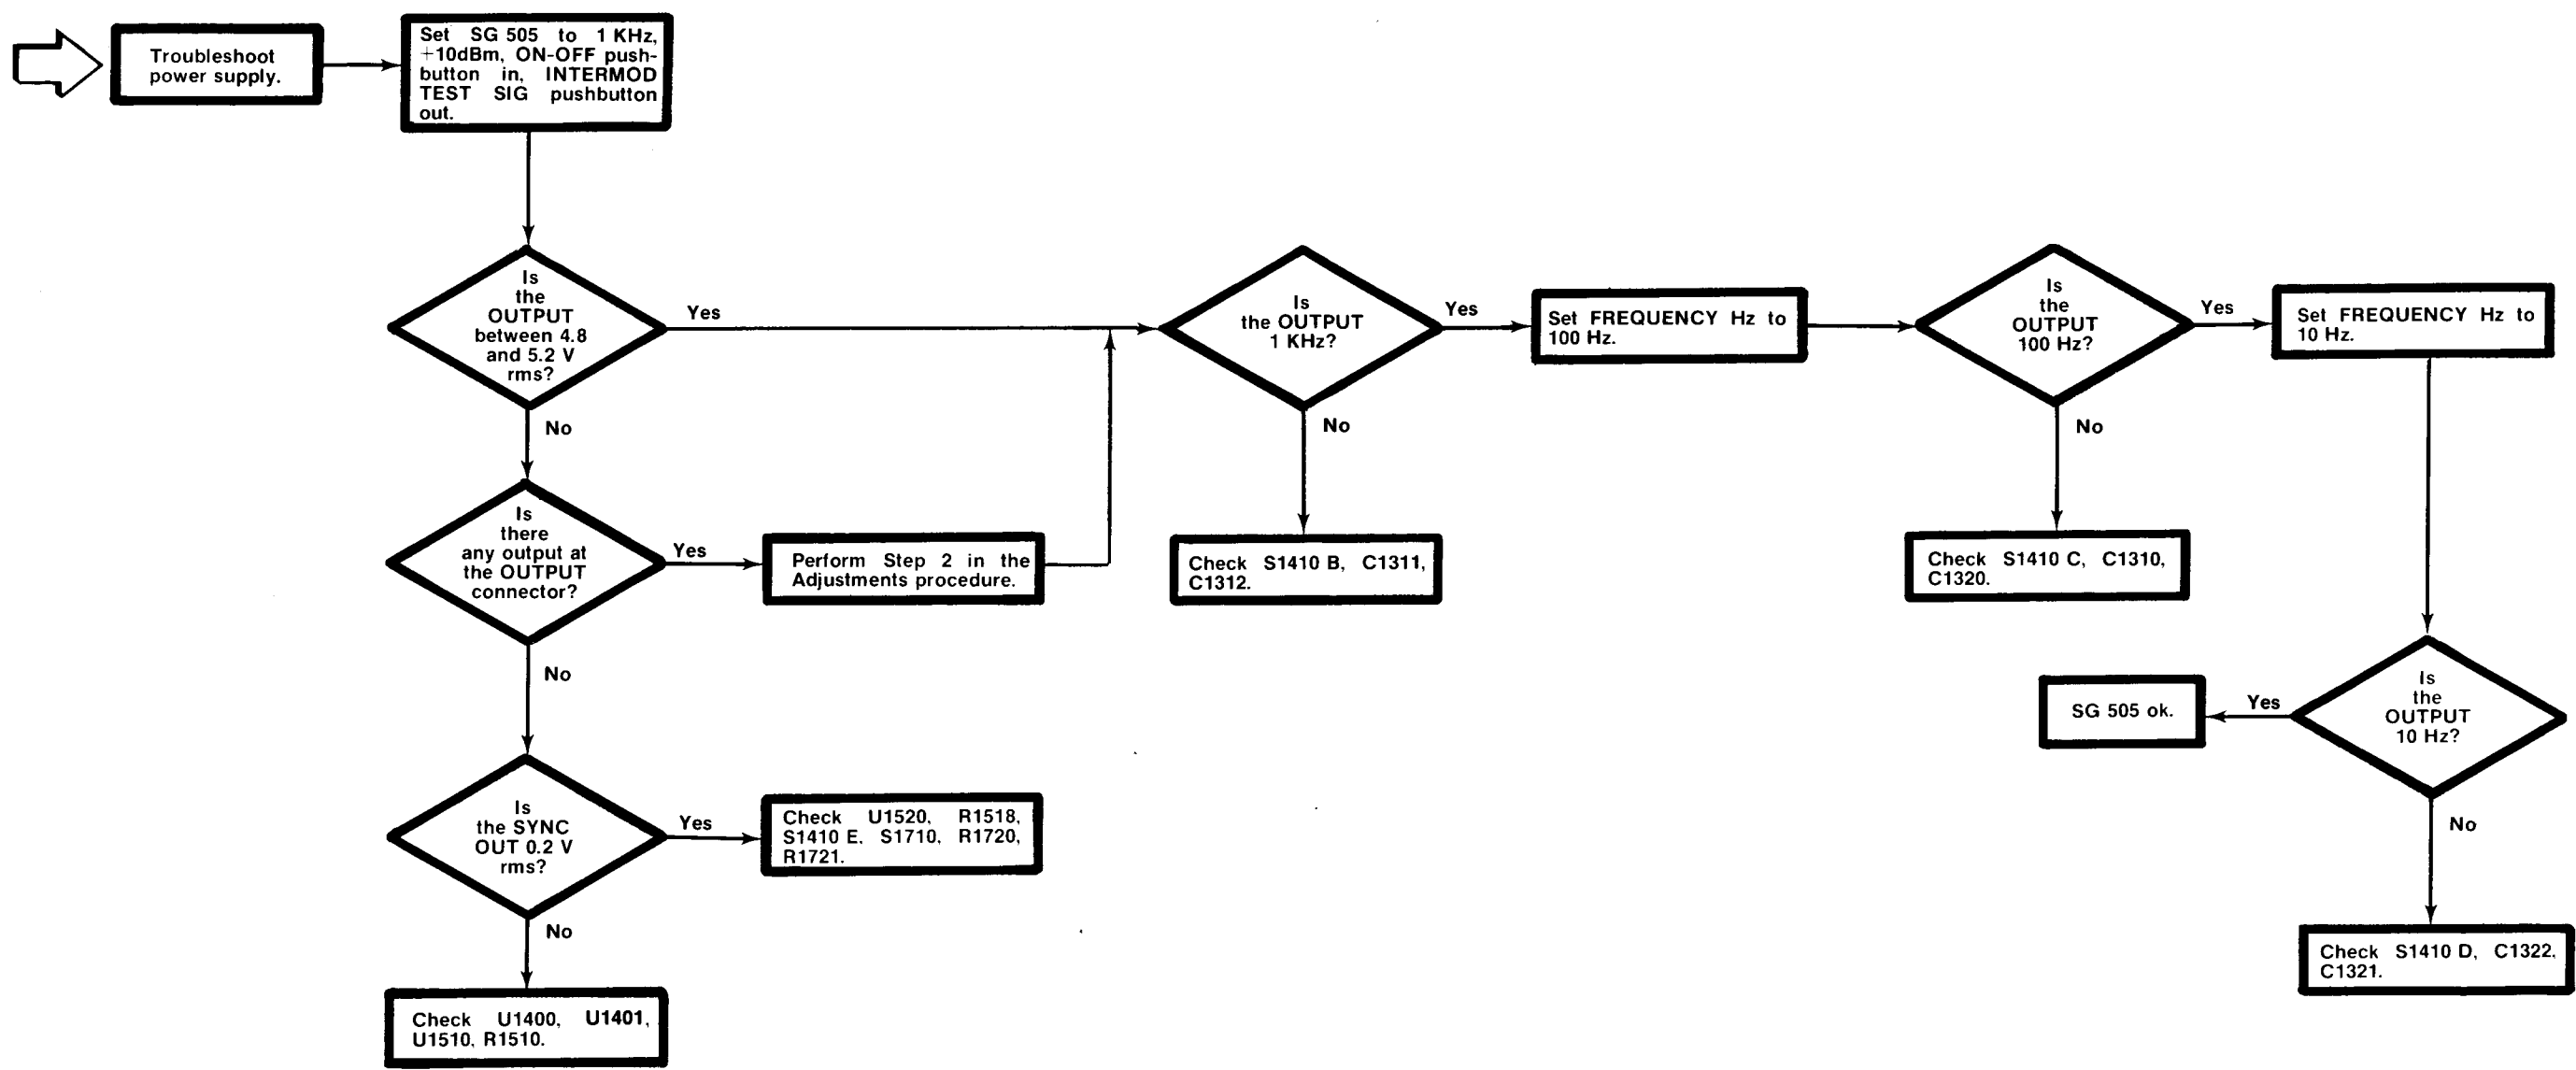 Troubleshoot
power supply.
Set SG 505 to 1 KHz,
+10dBm, ON-OFF push-
button in, INTERMOD
TEST SIG pushbutton
out.
Is
the
OUTPUT
between 4.8
and 5.2 V
rms?
Yes
No
Is
the OUTPUT
1 KHz?
Yes
No
Set FREQUENCY Hz to
100 Hz.
Is
the
OUTPUT
100 Hz?
Yes
No
Set FREQUENCY Hz to
10 Hz.
Is
there
any output at
the OUTPUT
connector?
Yes
No
Perform Step 2 in the
Adjustments procedure.
Check S1410 B, C1311,
C1312.
Check S1410 C, C1310,
C1320.
Is
the
OUTPUT
10 Hz?
Yes
No
SG 505 ok.
Is
the SYNC
OUT 0.2 V
rms?
Yes
No
Check U1520, R1518,
S1410 E. S1710, R1720,
R1721.
Check S1410 D, C1322,
C1321.
Check U1400, U1401,
U1510, R1510.